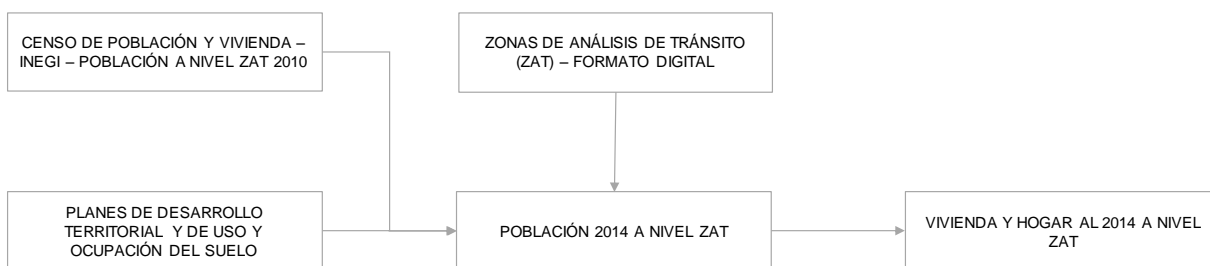 CENSO DE POBLACIÓN Y VIVIENDA –
INEGI – POBLACIÓN A NIVEL ZAT 2010
ZONAS DE ANÁLISIS DE TRÁNSITO
(ZAT) – FORMATO DIGITAL
PLANES DE DESARROLLO
TERRITORIAL Y DE USO Y
OCUPACIÓN DEL SUELO
POBLACIÓN 2014 A NIVEL ZAT
VIVIENDA Y HOGAR AL 2014 A NIVEL
ZAT